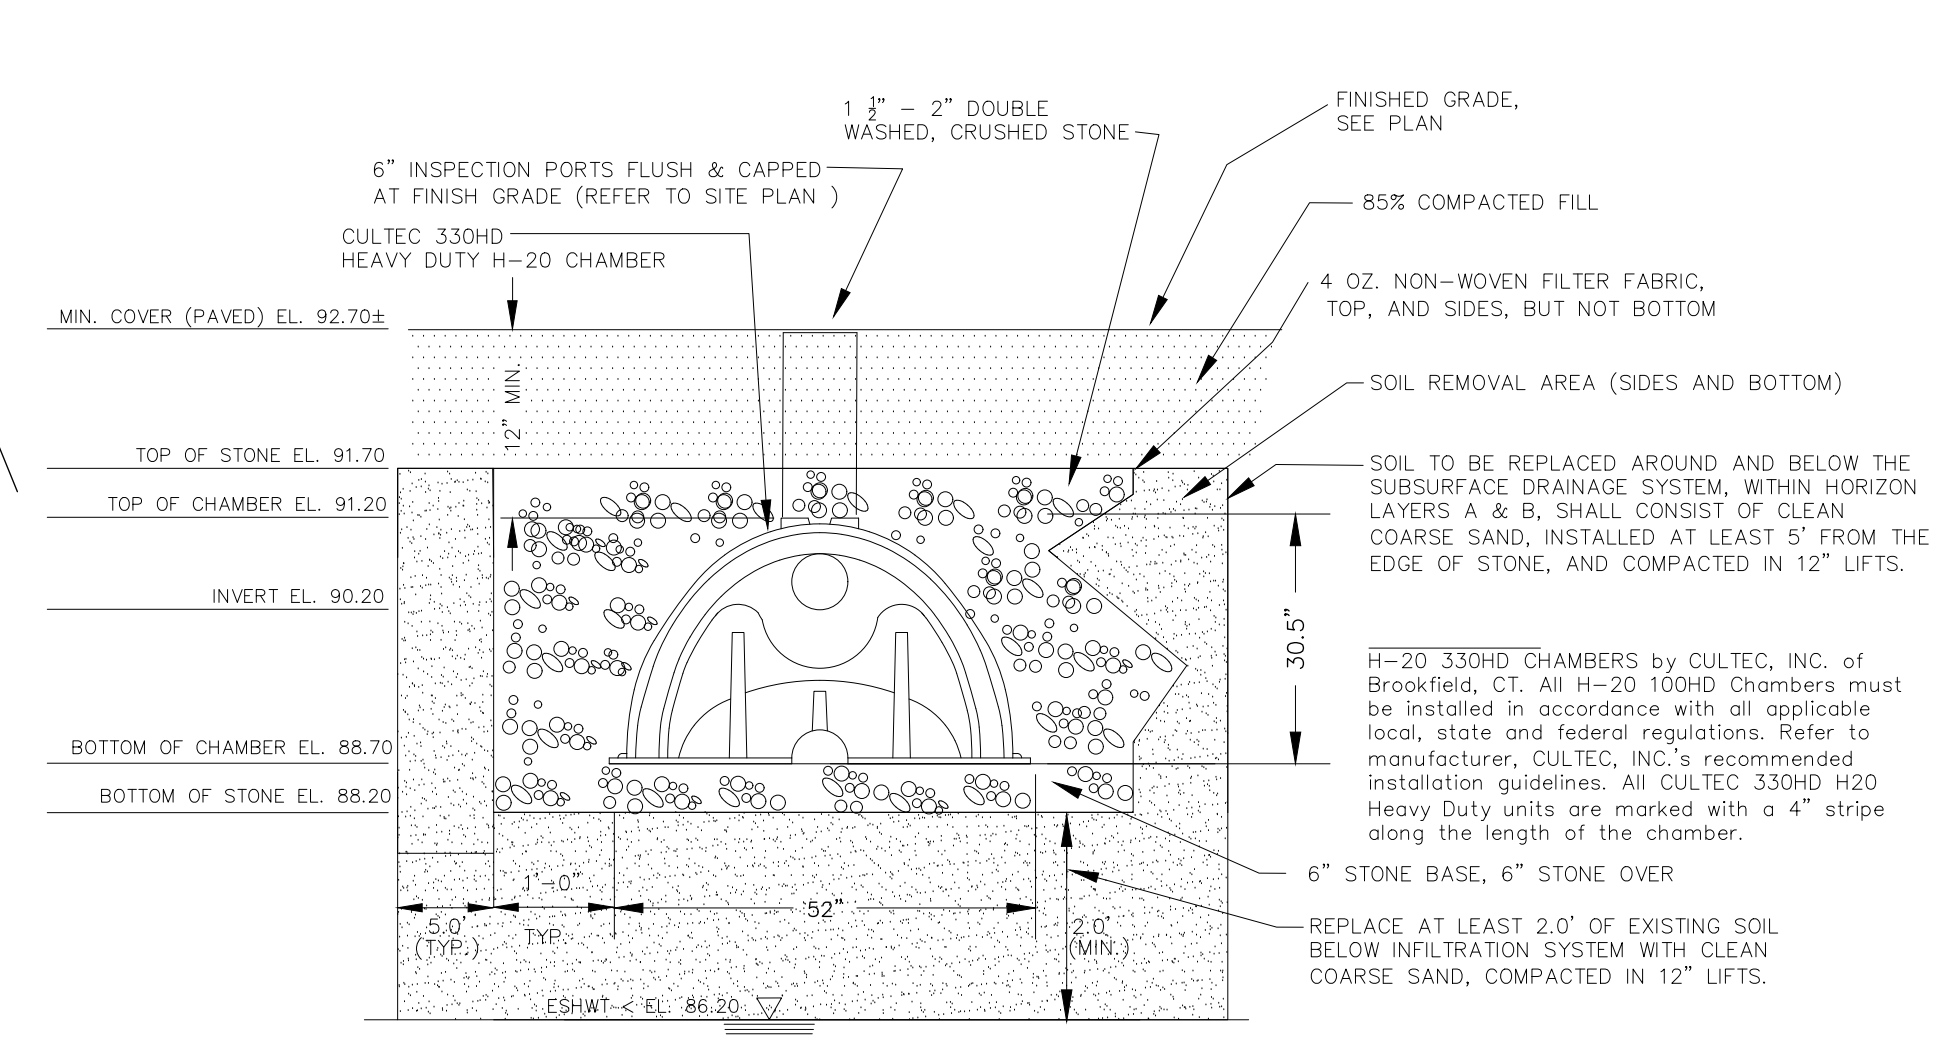 1 1/2” – 2” DOUBLE
WASHED, CRUSHED STONE
FINISHED GRADE,
SEE PLAN
6” INSPECTION PORTS FLUSH & CAPPED
AT FINISH GRADE (REFER TO SITE PLAN )
85% COMPACTED FILL
CULTEC 330HD
HEAVY DUTY H–20 CHAMBER
4 OZ. NON–WOVEN FILTER FABRIC,
TOP, AND SIDES, BUT NOT BOTTOM
MIN. COVER (PAVED) EL. 92.70±
12” MIN.
SOIL REMOVAL AREA (SIDES AND BOTTOM)
TOP OF STONE EL. 91.70
TOP OF CHAMBER EL. 91.20
SOIL TO BE REPLACED AROUND AND BELOW THE
SUBSURFACE DRAINAGE SYSTEM, WITHIN HORIZON
LAYERS A & B, SHALL CONSIST OF CLEAN
COARSE SAND, INSTALLED AT LEAST 5’ FROM THE
EDGE OF STONE, AND COMPACTED IN 12” LIFTS.
INVERT EL. 90.20
30.5”
H–20 330HD CHAMBERS by CULTEC, INC. of
Brookfield, CT. All H–20 100HD Chambers must
be installed in accordance with all applicable
local, state and federal regulations. Refer to
manufacturer, CULTEC, INC.’s recommended
installation guidelines. All CULTEC 330HD H20
Heavy Duty units are marked with a 4” stripe
along the length of the chamber.
BOTTOM OF CHAMBER EL. 88.70
BOTTOM OF STONE EL. 88.20
6” STONE BASE, 6” STONE OVER
1’–0”
TYP.
52”
5.0’
(TYP.)
2.0’
(MIN.)
REPLACE AT LEAST 2.0’ OF EXISTING SOIL
BELOW INFILTRATION SYSTEM WITH CLEAN
COARSE SAND, COMPACTED IN 12” LIFTS.
ESHWT < EL. 86.20